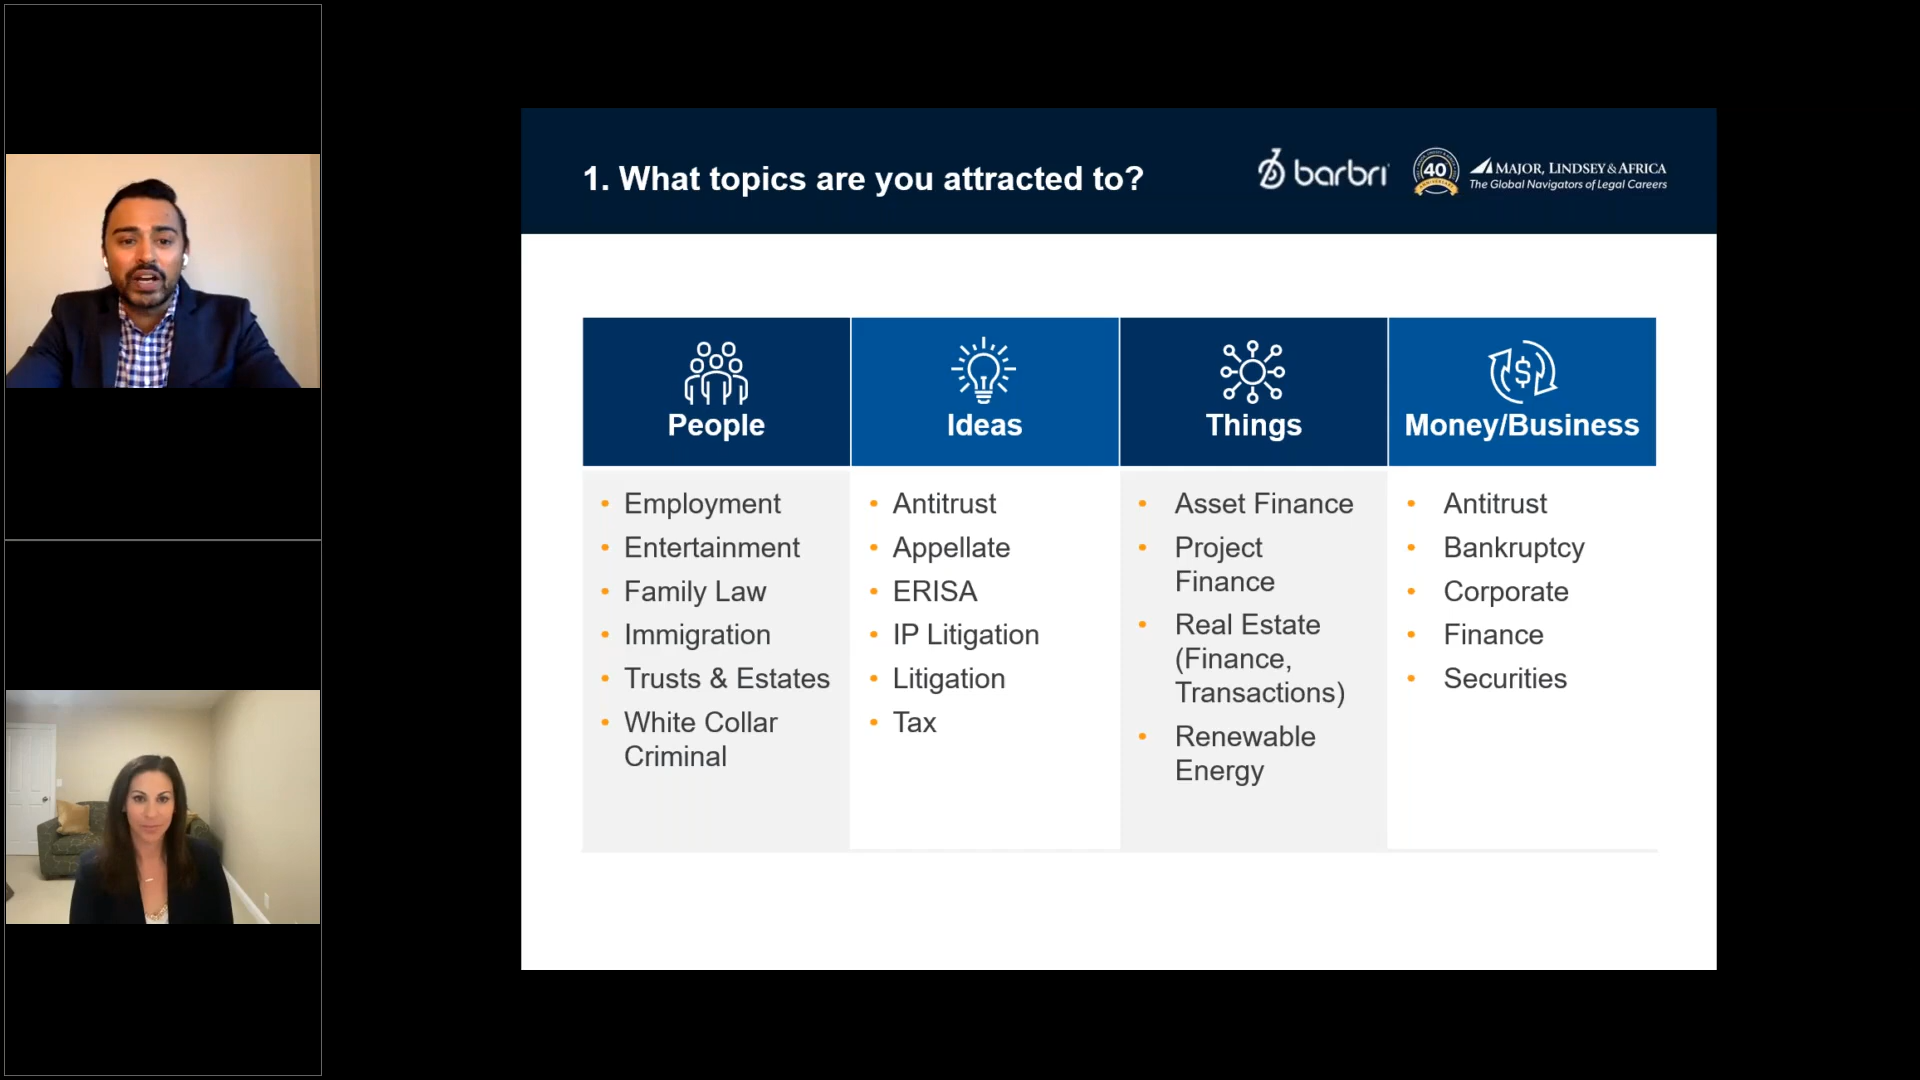 1. What topics are you attracted to?
barbri
40
MAJOR, LINDSEY & AFRICA
The Global Navigators of Legal Careers
People
Ideas
Things
Money/Business
• Employment
• Entertainment
• Family Law
• Immigration
• Trusts & Estates
• White Collar
Criminal
• Antitrust
• Appellate
• ERISA
• IP Litigation
• Litigation
• Tax
• Asset Finance
• Project
Finance
• Real Estate
(Finance,
Transactions)
• Renewable
Energy
• Antitrust
• Bankruptcy
• Corporate
• Finance
• Securities